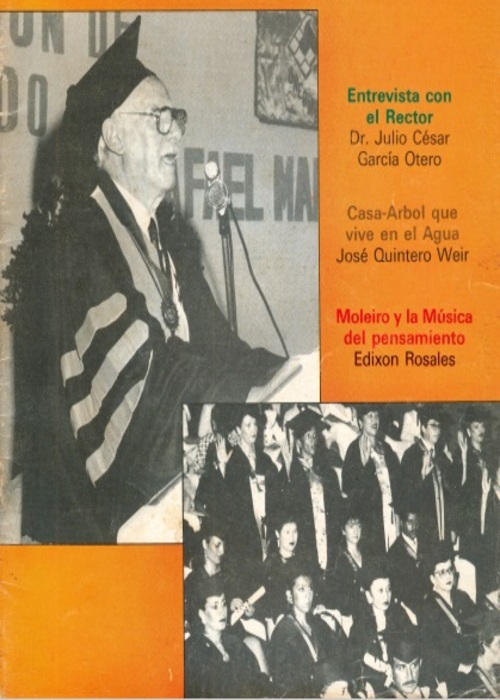 ON DE
DO
AFAEL MA
Entrevista con
el Rector
Dr. Julio César
García Otero
Casa-Arbol que
vive en el Agua
José Quintero Weir
Moleiro y la Música
del pensamiento
Edixon Rosales